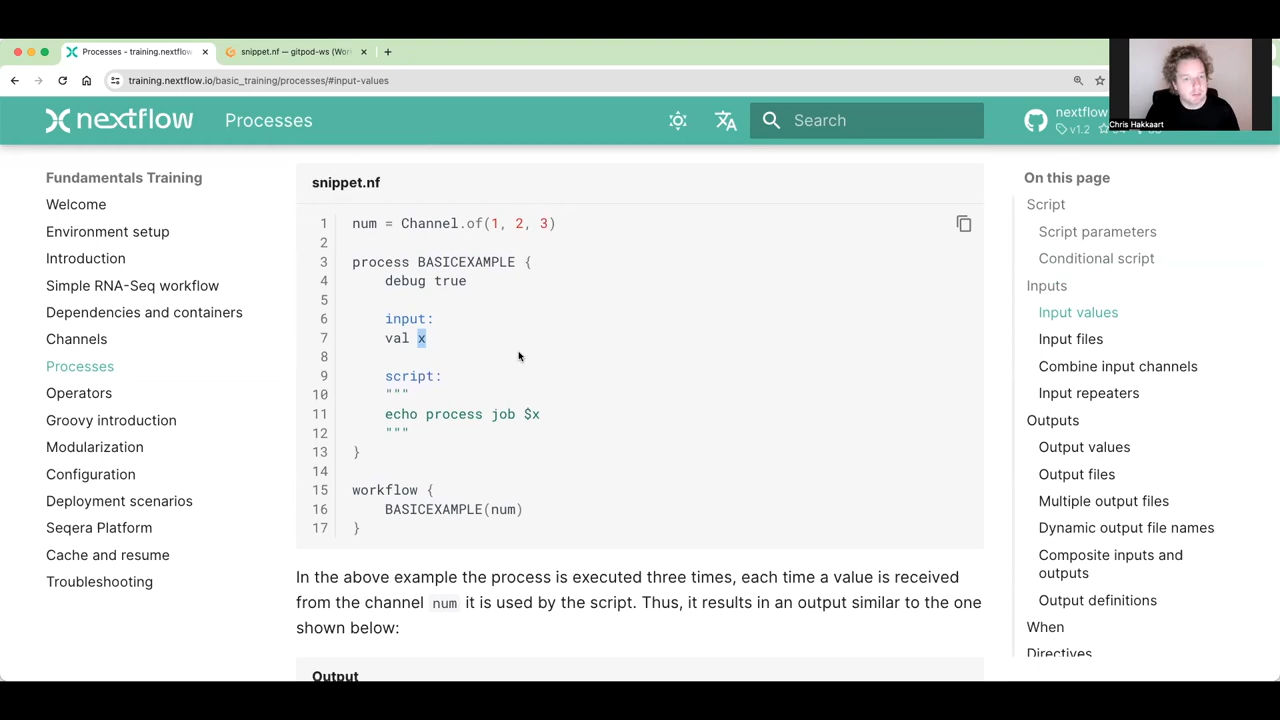 Processes - training.nextflow
snippet.nf — gitpod-ws (Wor
training.nextflow.io/basic_training/processes/#input-values
nextflow
Processes
Search
nextflow
v1.2
Chris Hakkaart
Fundamentals Training
Welcome
Environment setup
Introduction
Simple RNA-Seq workflow
Dependencies and containers
Channels
Processes
Operators
Groovy introduction
Modularization
Configuration
Deployment scenarios
Seqera Platform
Cache and resume
Troubleshooting
snippet.nf
1 num = Channel.of(1, 2, 3)
2
3 process BASICEXAMPLE {
4 debug true
5
6 input:
7 val x
8
9 script:
10 """
11 echo process job $x
12 """
13 }
14
15 workflow {
16 BASICEXAMPLE(num)
17 }
In the above example the process is executed three times, each time a value is received
from the channel num it is used by the script. Thus, it results in an output similar to the one
shown below:
Output
On this page
Script
Script parameters
Conditional script
Inputs
Input values
Input files
Combine input channels
Input repeaters
Outputs
Output values
Output files
Multiple output files
Dynamic output file names
Composite inputs and
outputs
Output definitions
When
Directives